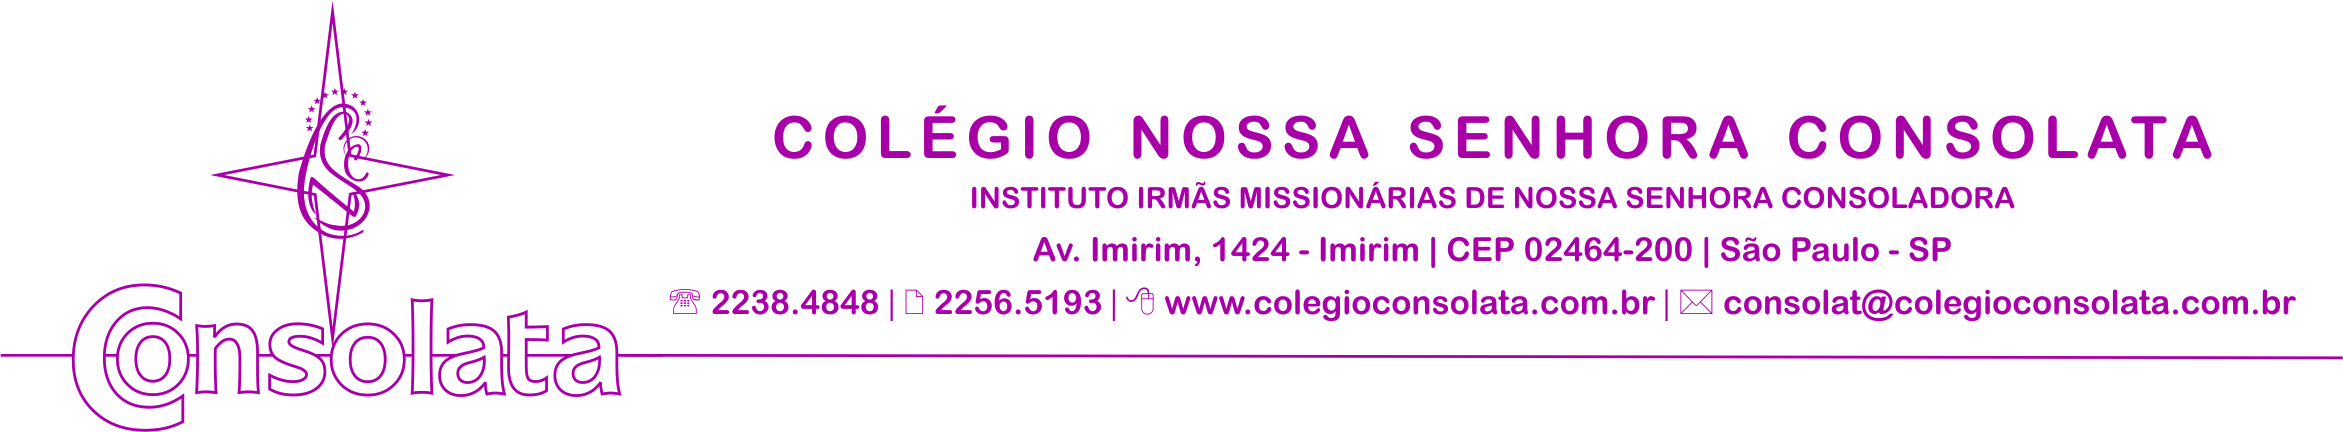 COLÉGIO NOSSA SENHORA CONSOLATA
INSTITUTO IRMÃS MISSIONÁRIAS DE NOSSA SENHORA CONSOLADORA
Av. Imirim, 1424 - Imirim | CEP 02464-200 | São Paulo - SP
2238.4848 | 2256.5193 | www.colegioconsolata.com.br | consolat@colegioconsolata.com.br
Consolata